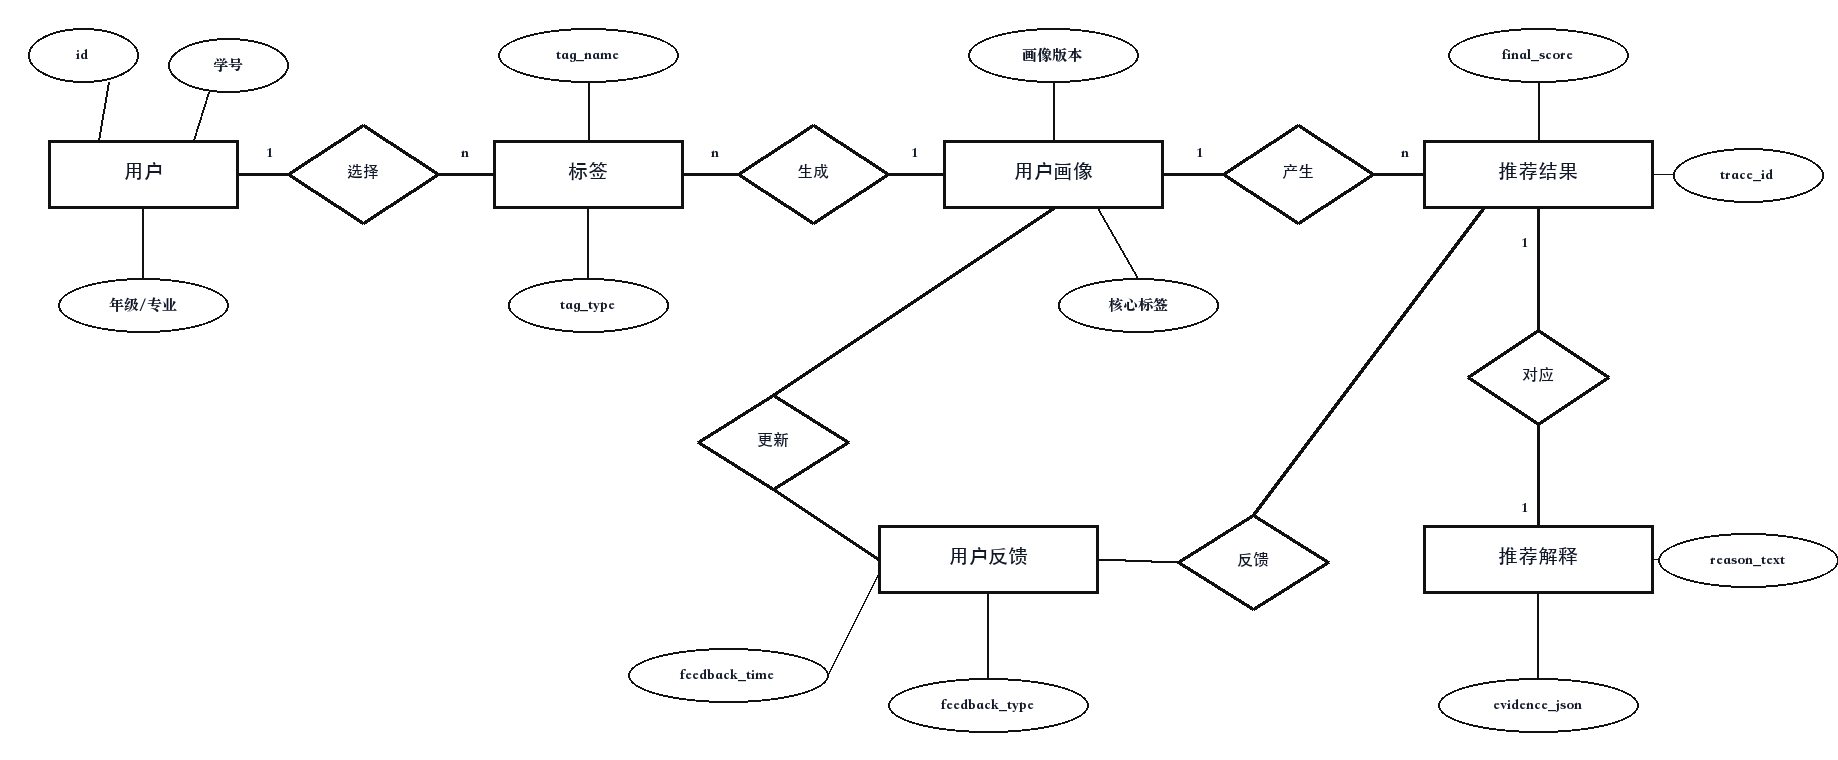 id
学号
tag_name
画像版本
final_score
用户
1
选择
n
标签
n
生成
1
用户画像
1
产生
n
推荐结果
trace_id
1
年级/专业
tag_type
核心标签
对应
更新
1
用户反馈
反馈
推荐解释
reason_text
feedback_time
feedback_type
evidence_json